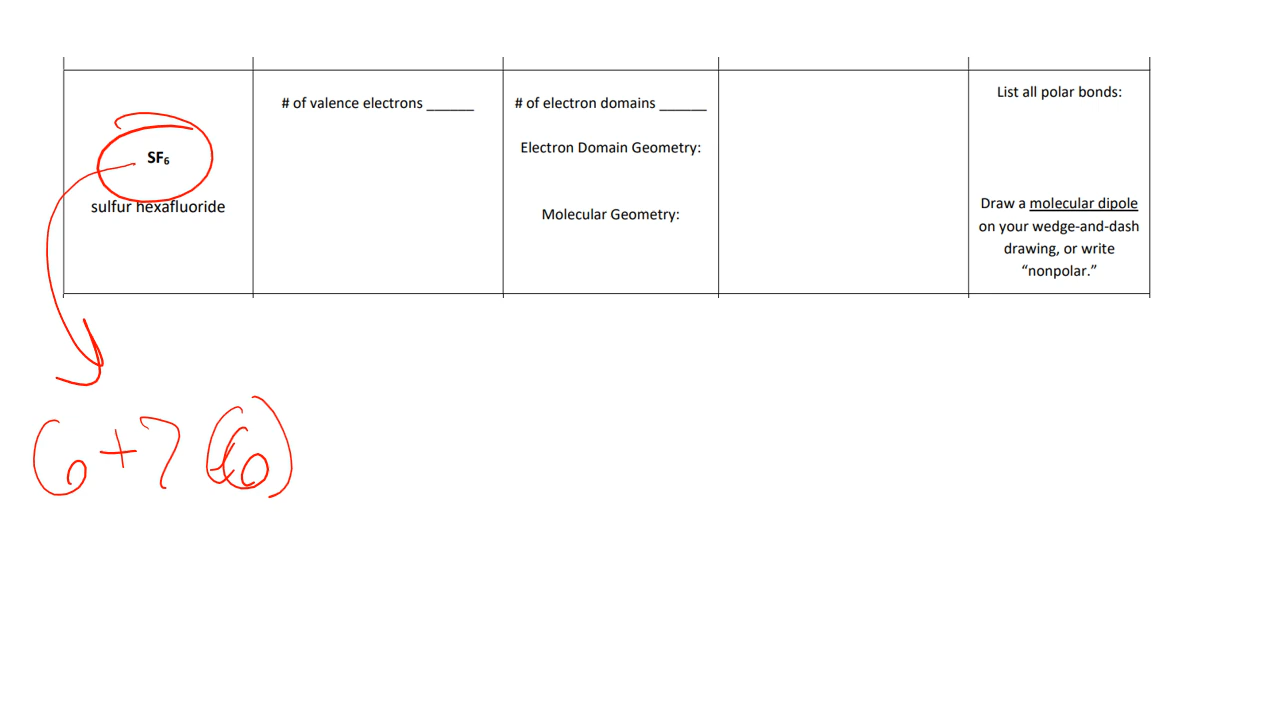 # of valence electrons ______
# of electron domains ______
List all polar bonds:
SF₆
Electron Domain Geometry:
sulfur hexafluoride
Molecular Geometry:
Draw a molecular dipole
on your wedge-and-dash
drawing, or write
“nonpolar.”
6+7(6)